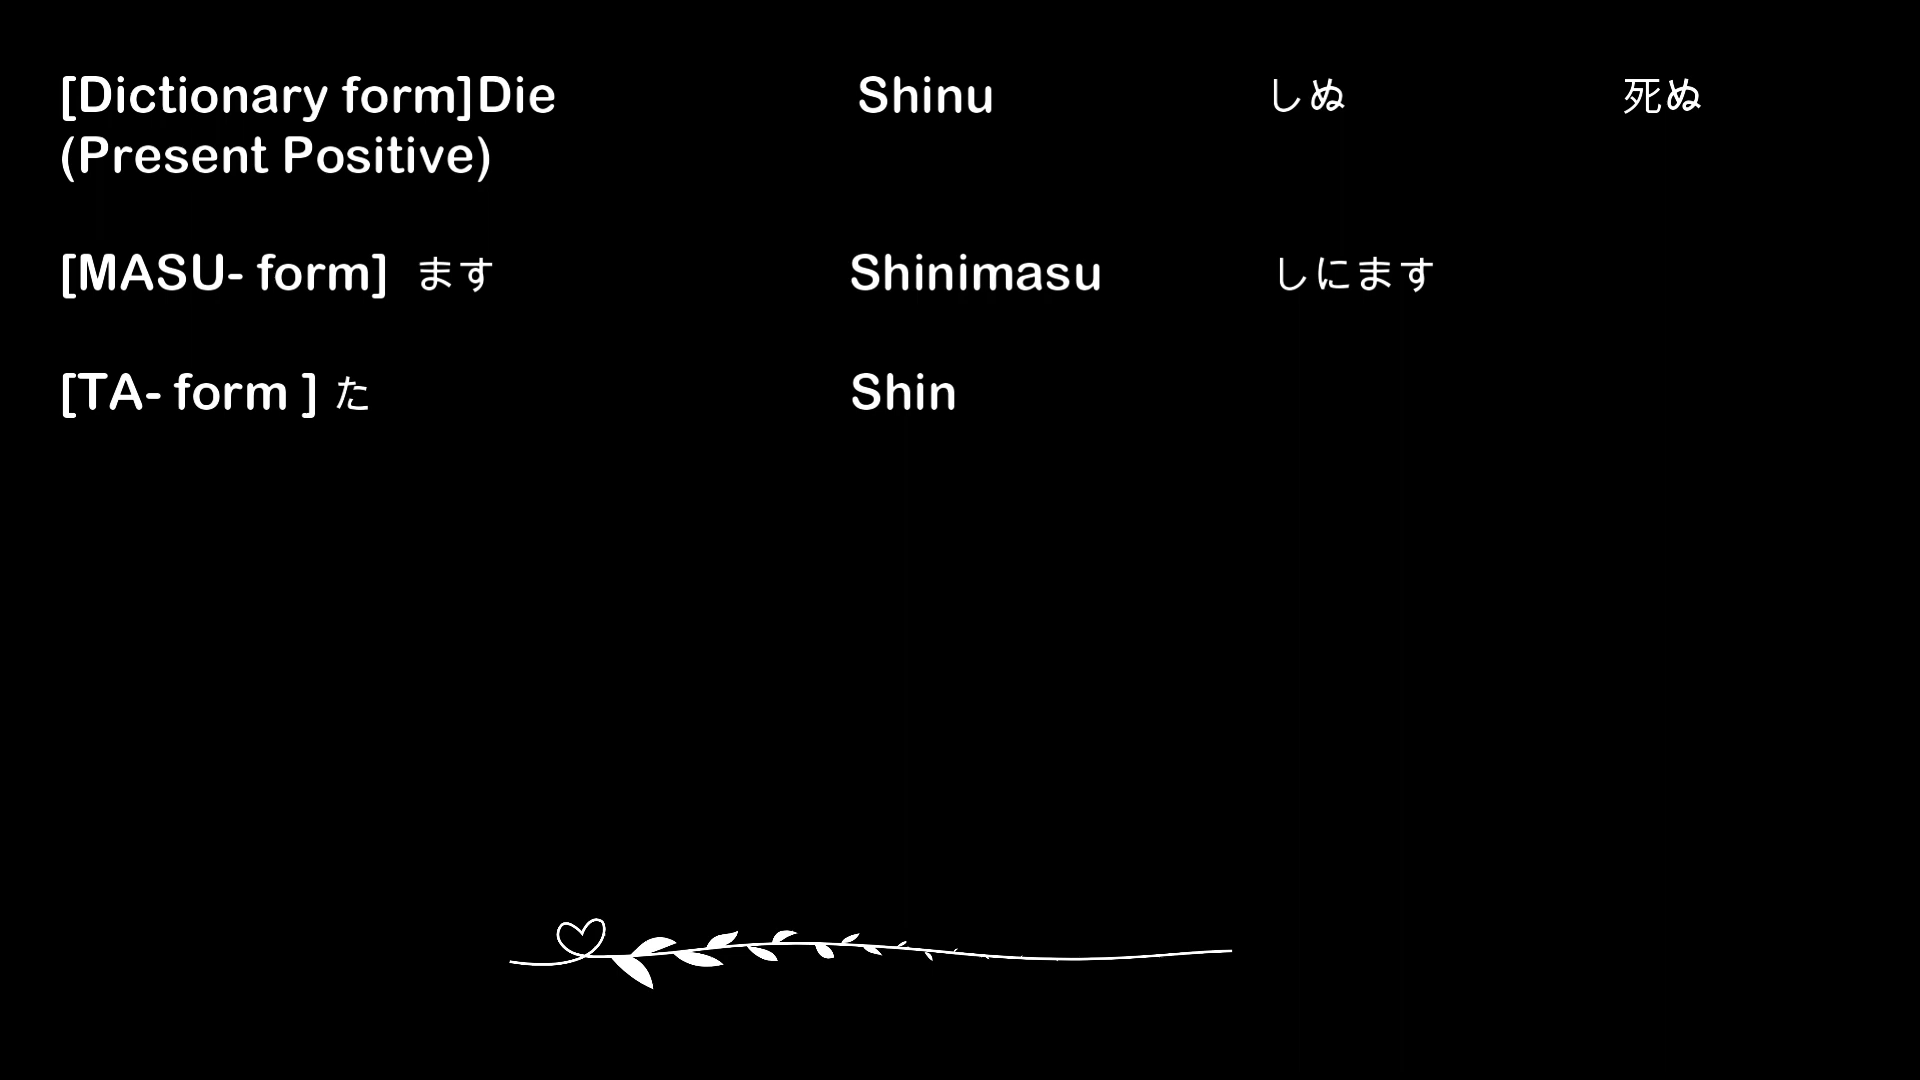 [Dictionary form]Die Shinu しぬ 死ぬ
(Present Positive)
[MASU- form] ます Shinimasu しにます
[TA- form ] た Shin